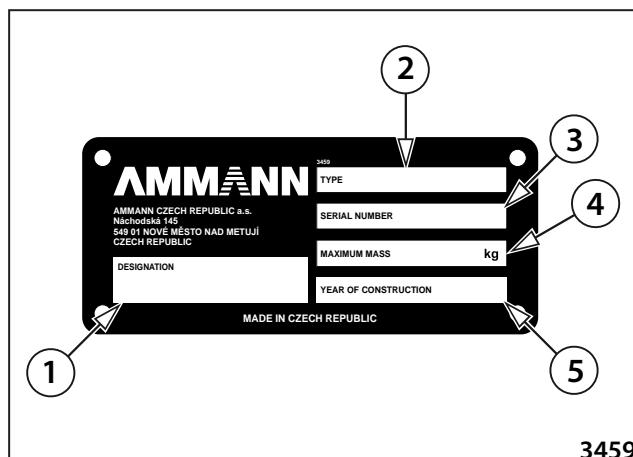 2
3
4
3459
TYPE
AMMANN
SERIAL NUMBER
AMMANN CZECH REPUBLIC a.s.
Náchodská 145
549 01 NOVÉ MĚSTO NAD METUJÍ
CZECH REPUBLIC
MAXIMUM MASS kg
DESIGNATION
YEAR OF CONSTRUCTION
MADE IN CZECH REPUBLIC
1
5
3459